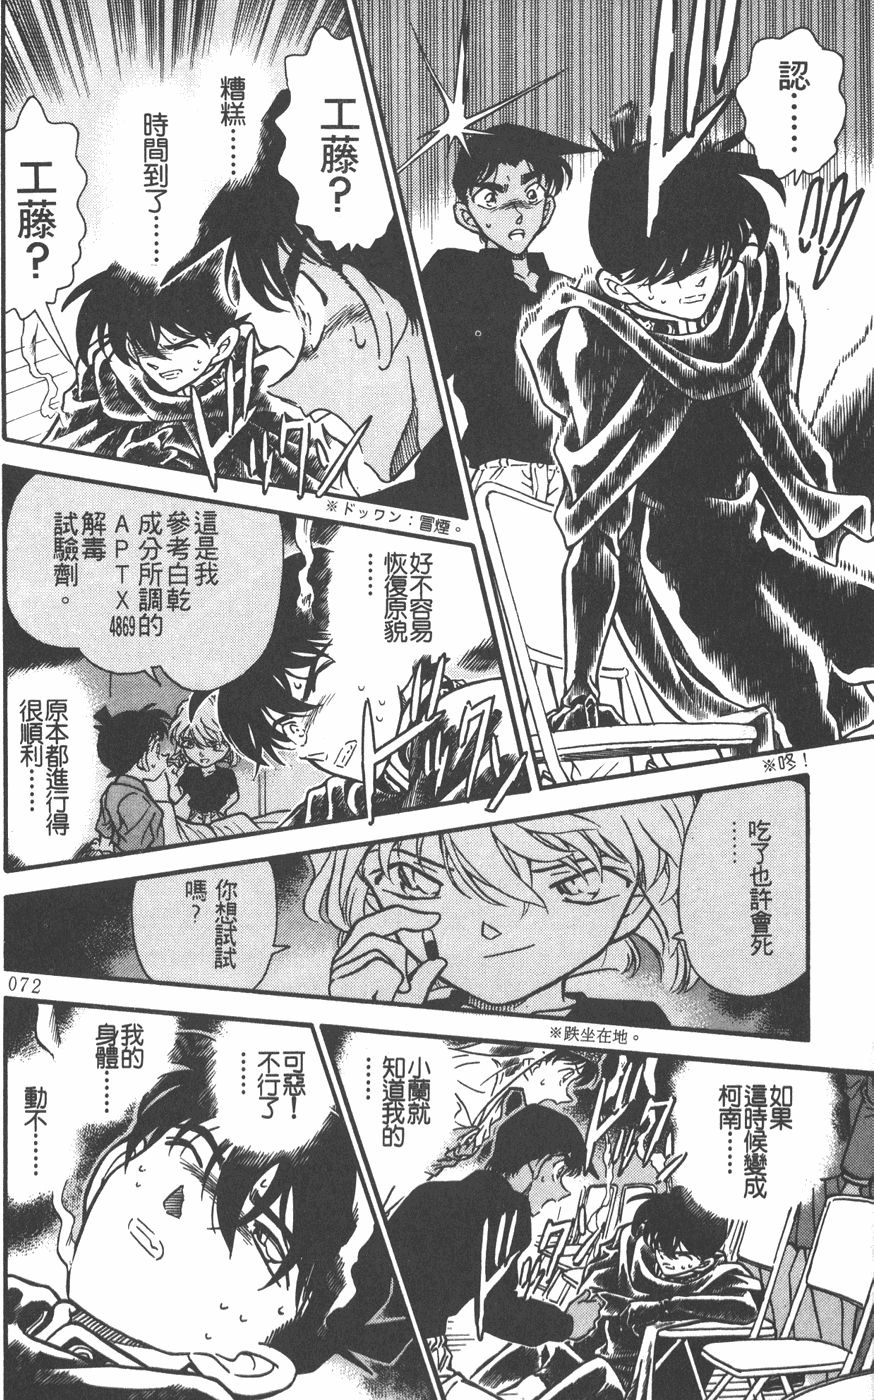 認……
※咚！
工藤？
糟糕……
時間到了……
工藤？
※ドッワン：冒煙。
好不容易
恢復原貌
……
這是我
參考白乾
成分所調的
APTX4869
解毒
試驗劑。
原本都進行得
很順利……
吃了也許會死
……
你想試試
嗎？
072
※跌坐在地。
如果
這時候變成
柯南……
小蘭就
知道我的
……
可惡！
不行了
……
我的
身體……
動不……